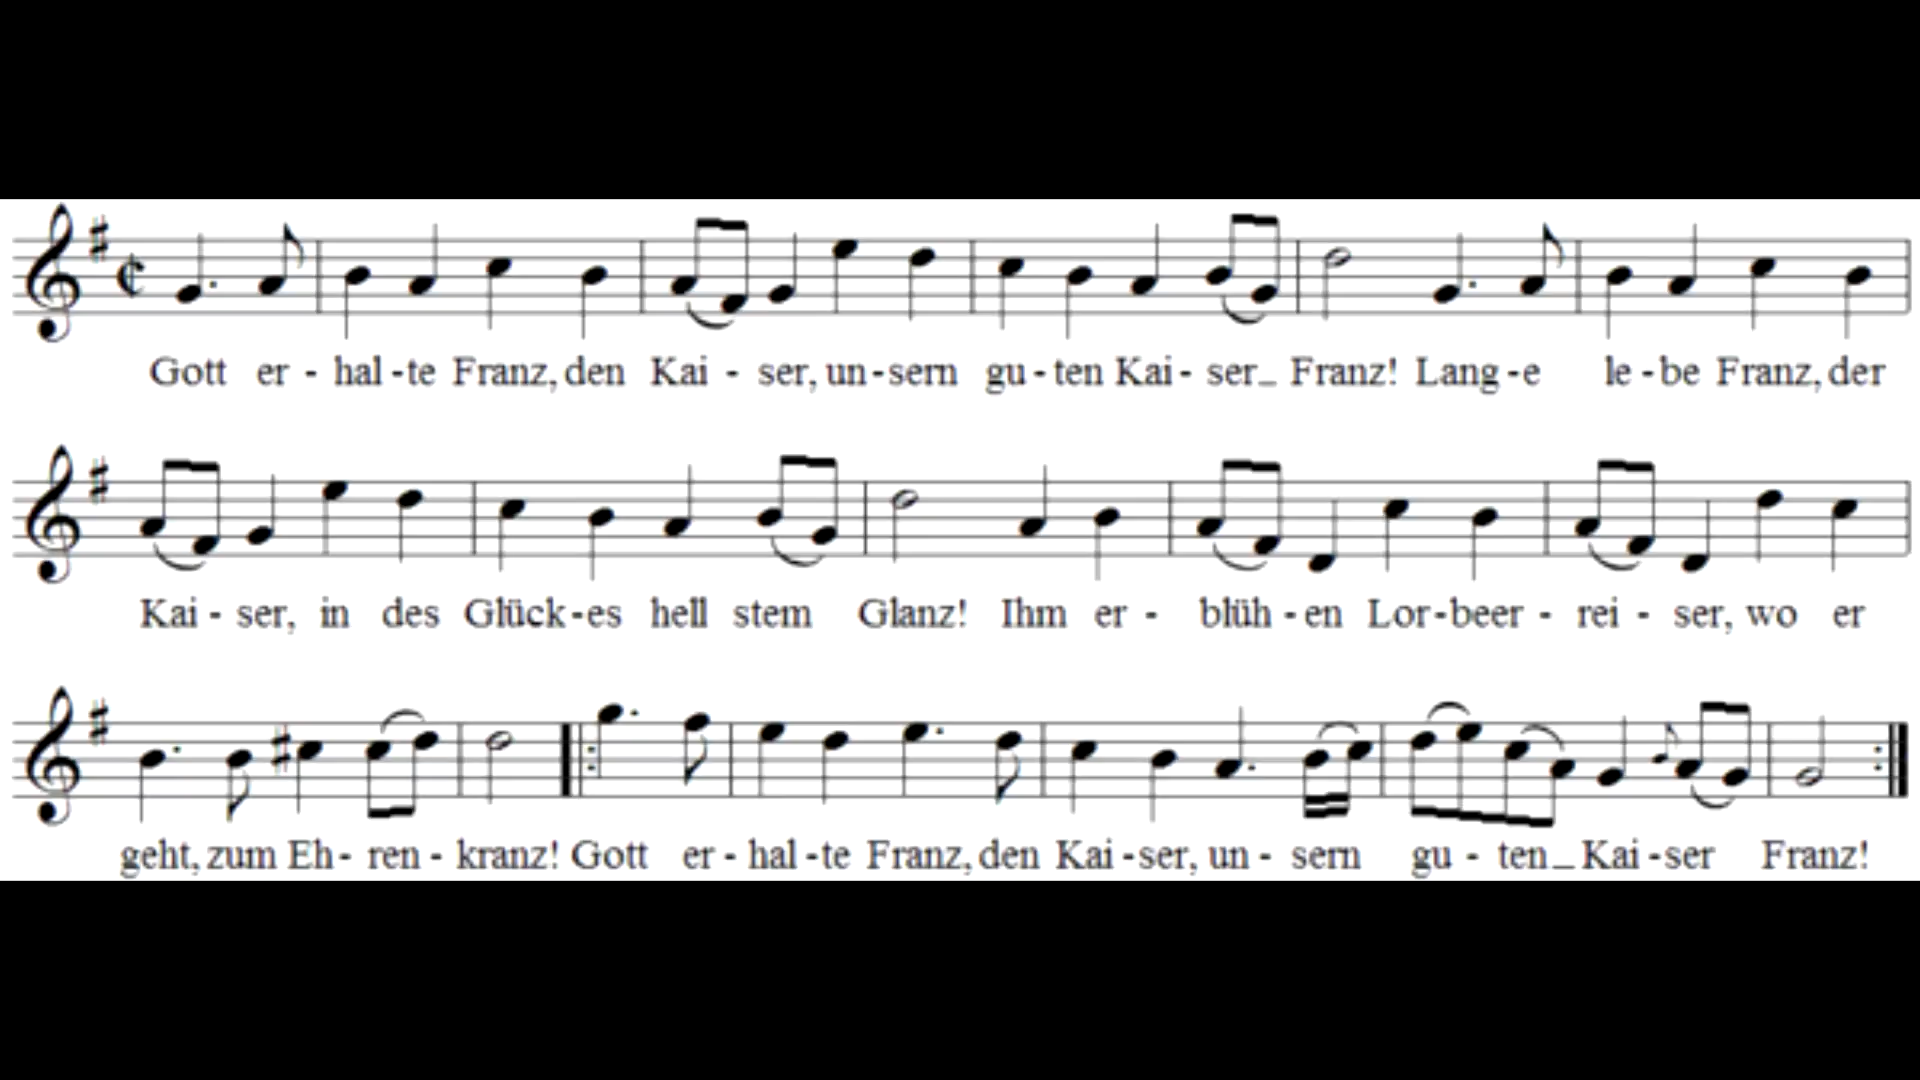 Gott er - hal - te Franz, den Kai - ser, un - sern gu - ten Kai - ser_ Franz! Lang - e le - be Franz, der
Kai - ser, in des Glück - es hell stem Glanz! Ihm er - blüh - en Lor - beer - rei - ser, wo er
geht, zum Eh - ren - kranz! Gott er - hal - te Franz, den Kai - ser, un - sern gu - ten_ Kai - ser Franz!